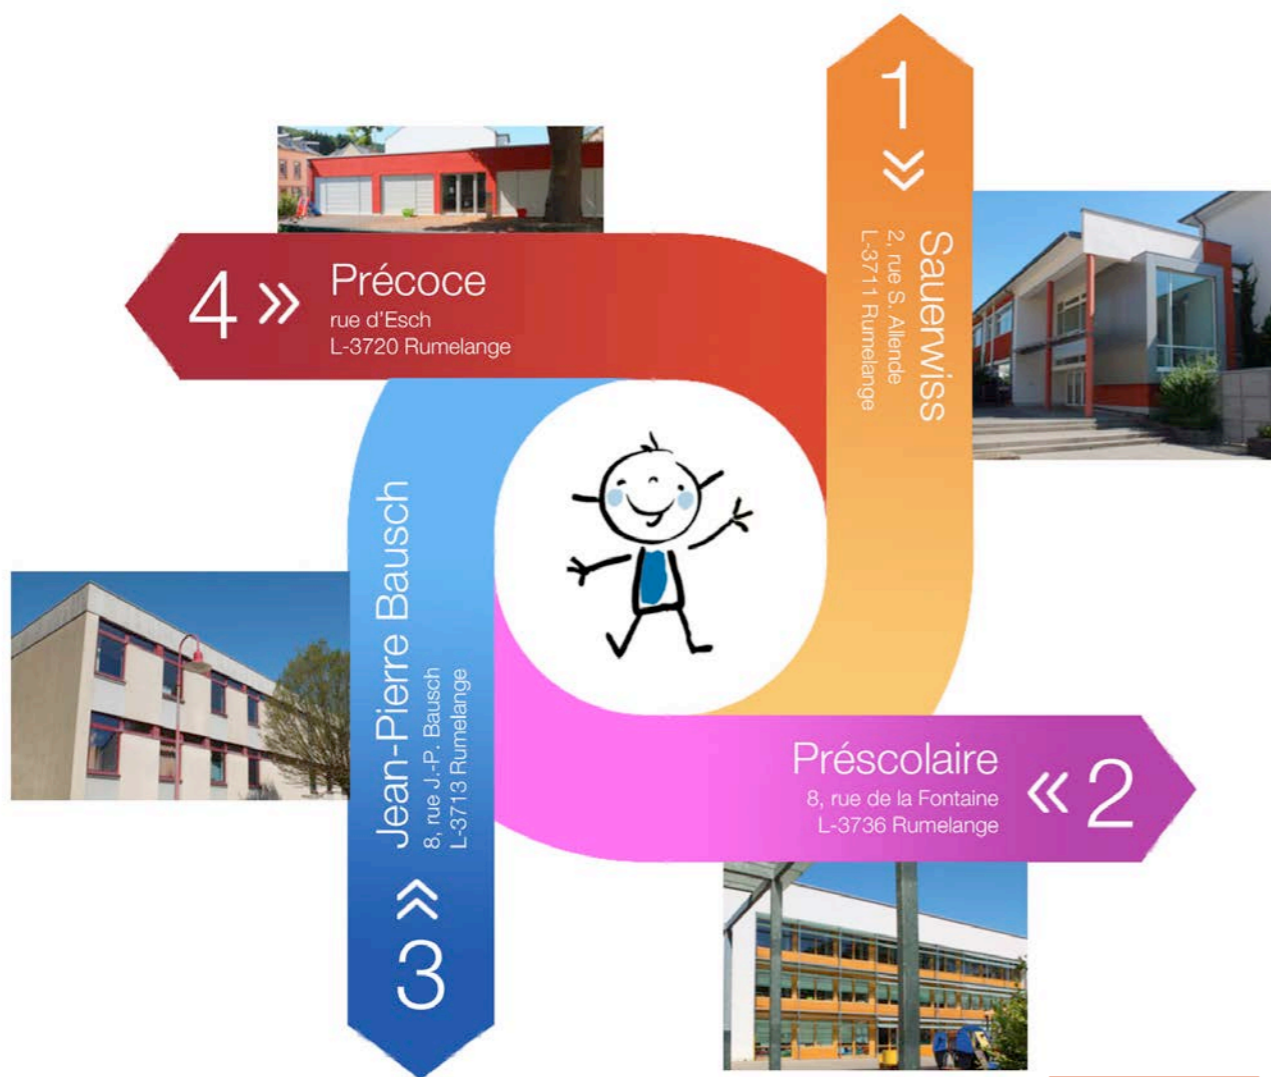 1 »
Sauerwiss
2, rue S. Allende
L-3711 Rumelange
4 »
Précoce
rue d'Esch
L-3720 Rumelange
3 »
Jean-Pierre Bausch
8, rue J.-P. Bausch
L-3713 Rumelange
Préscolaire
8, rue de la Fontaine
L-3736 Rumelange
« 2